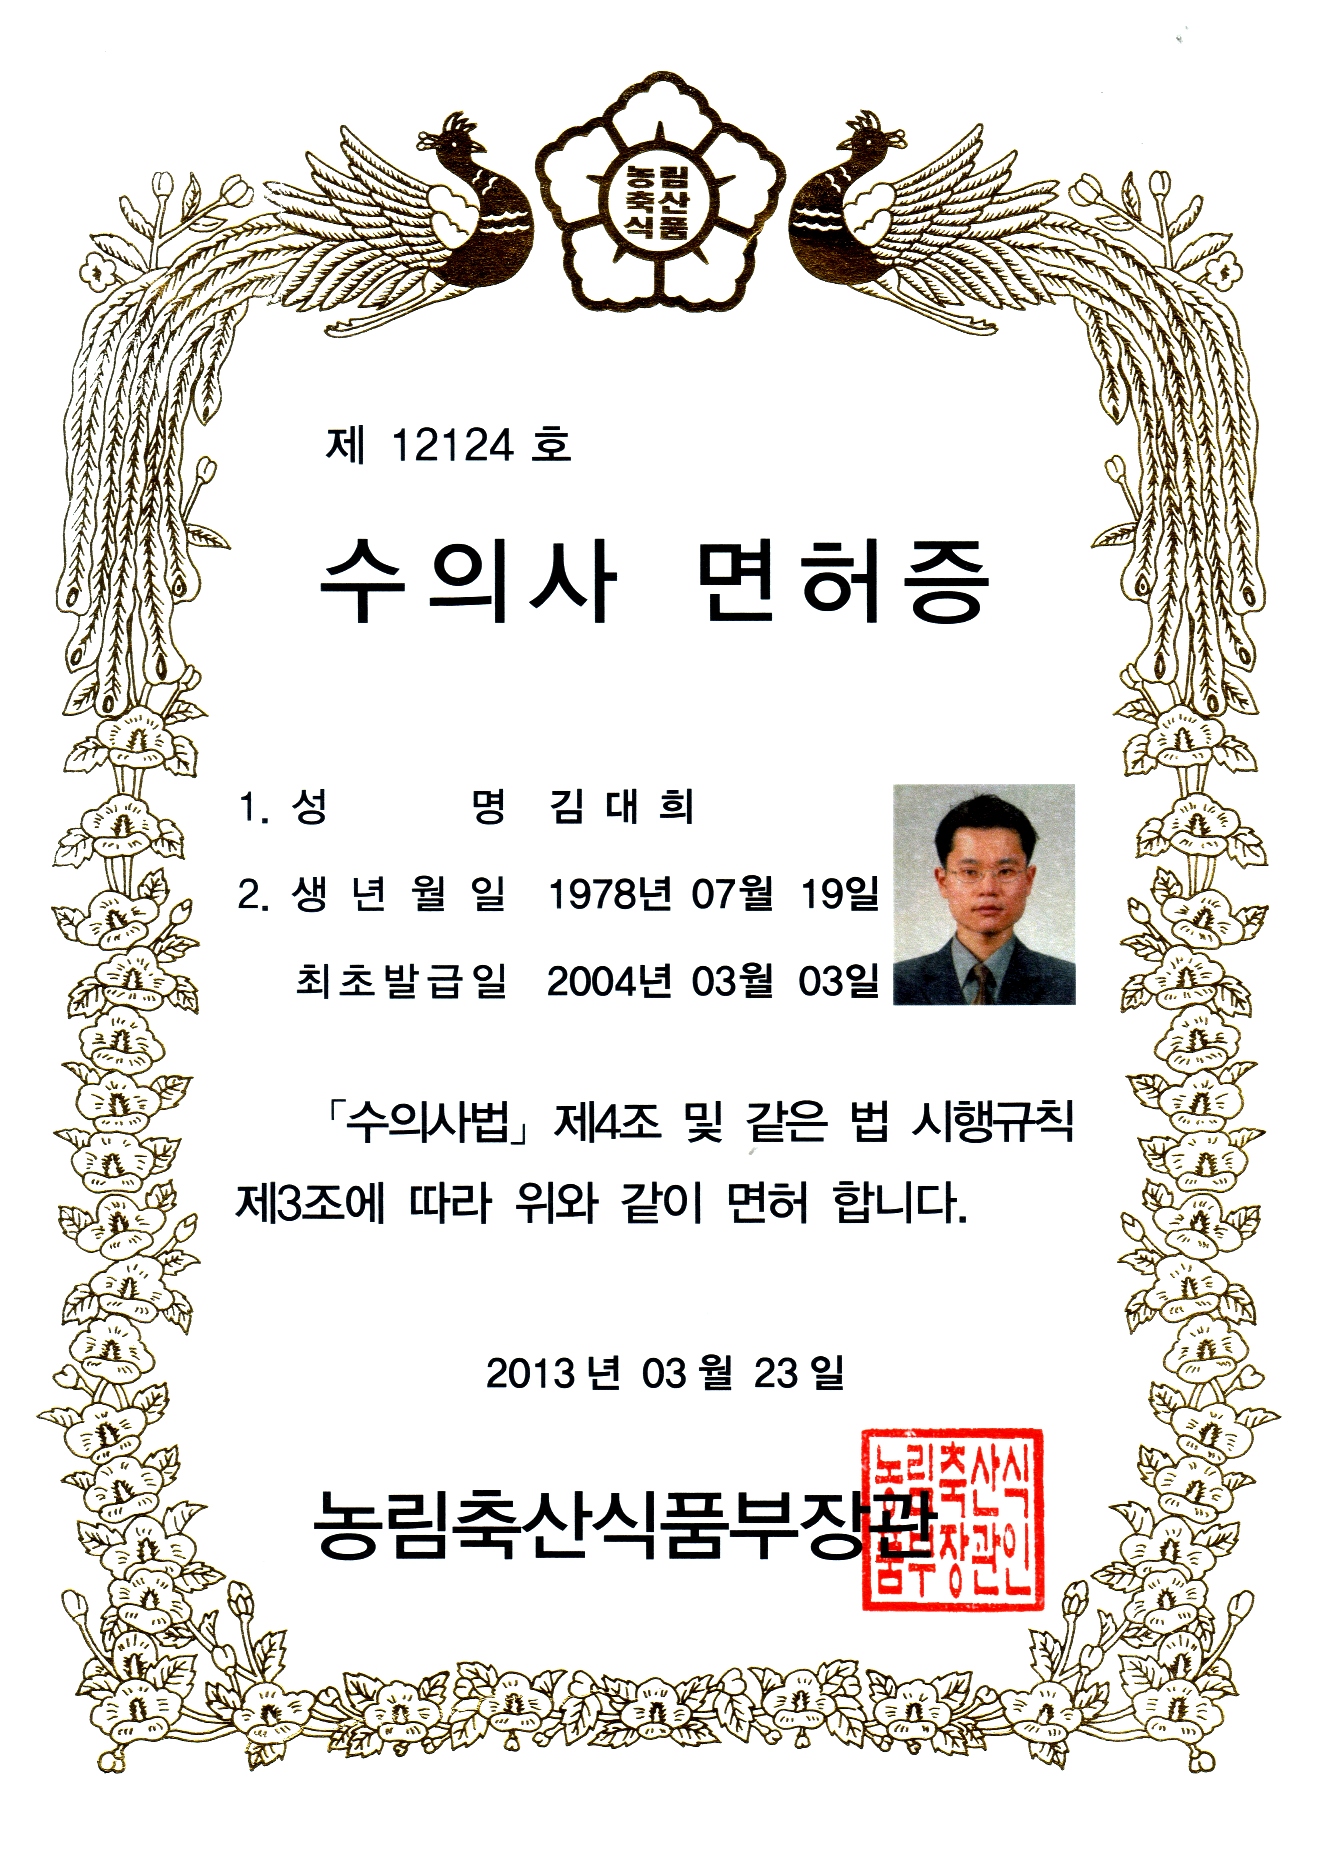 농림
축산
식품
제 12124 호
수의사 면허증
1. 성 명 김 대 희
2. 생 년 월 일 1978년 07월 19일
최초발급일 2004년 03월 03일
「수의사법」 제4조 및 같은 법 시행규칙
제3조에 따라 위와 같이 면허 합니다.
2013 년 03 월 23 일
농림축산식품부장관
농림축산식
품부장관인